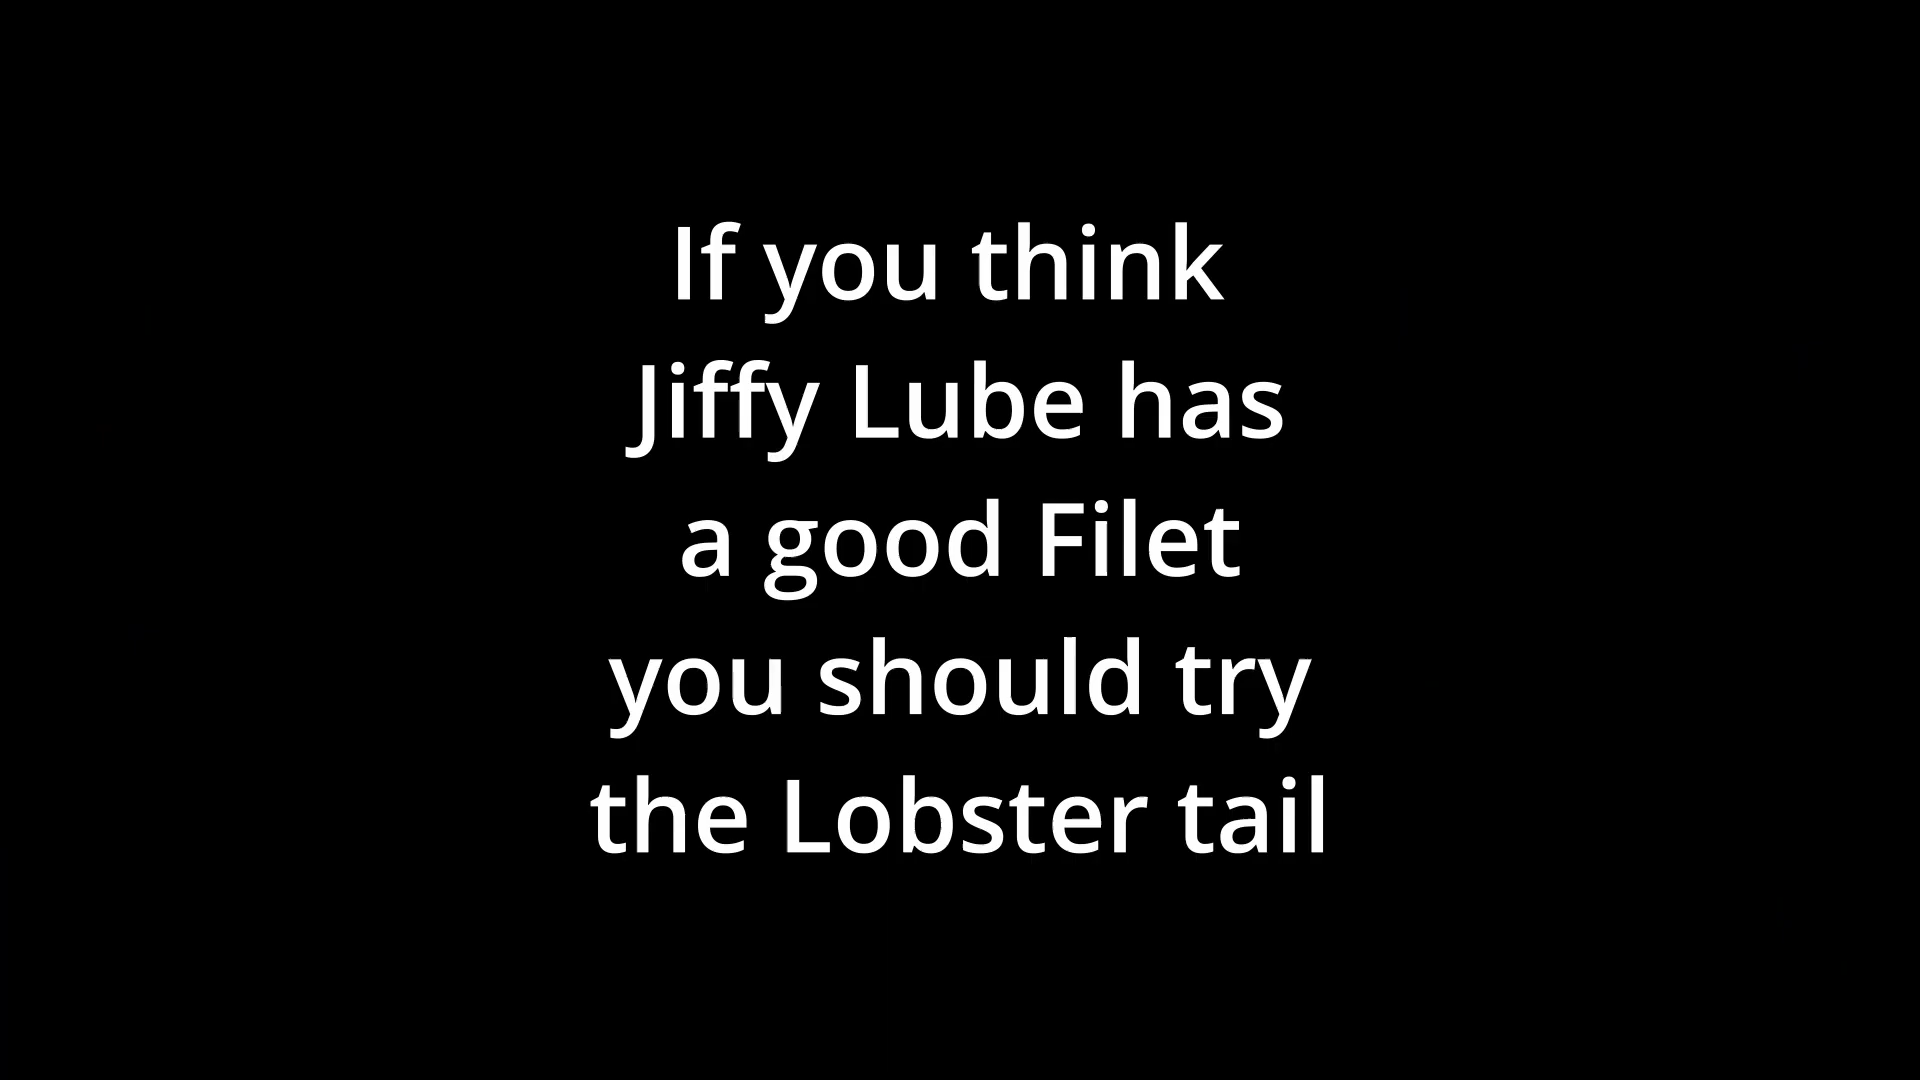 If you think
Jiffy Lube has
a good Filet
you should try
the Lobster tail